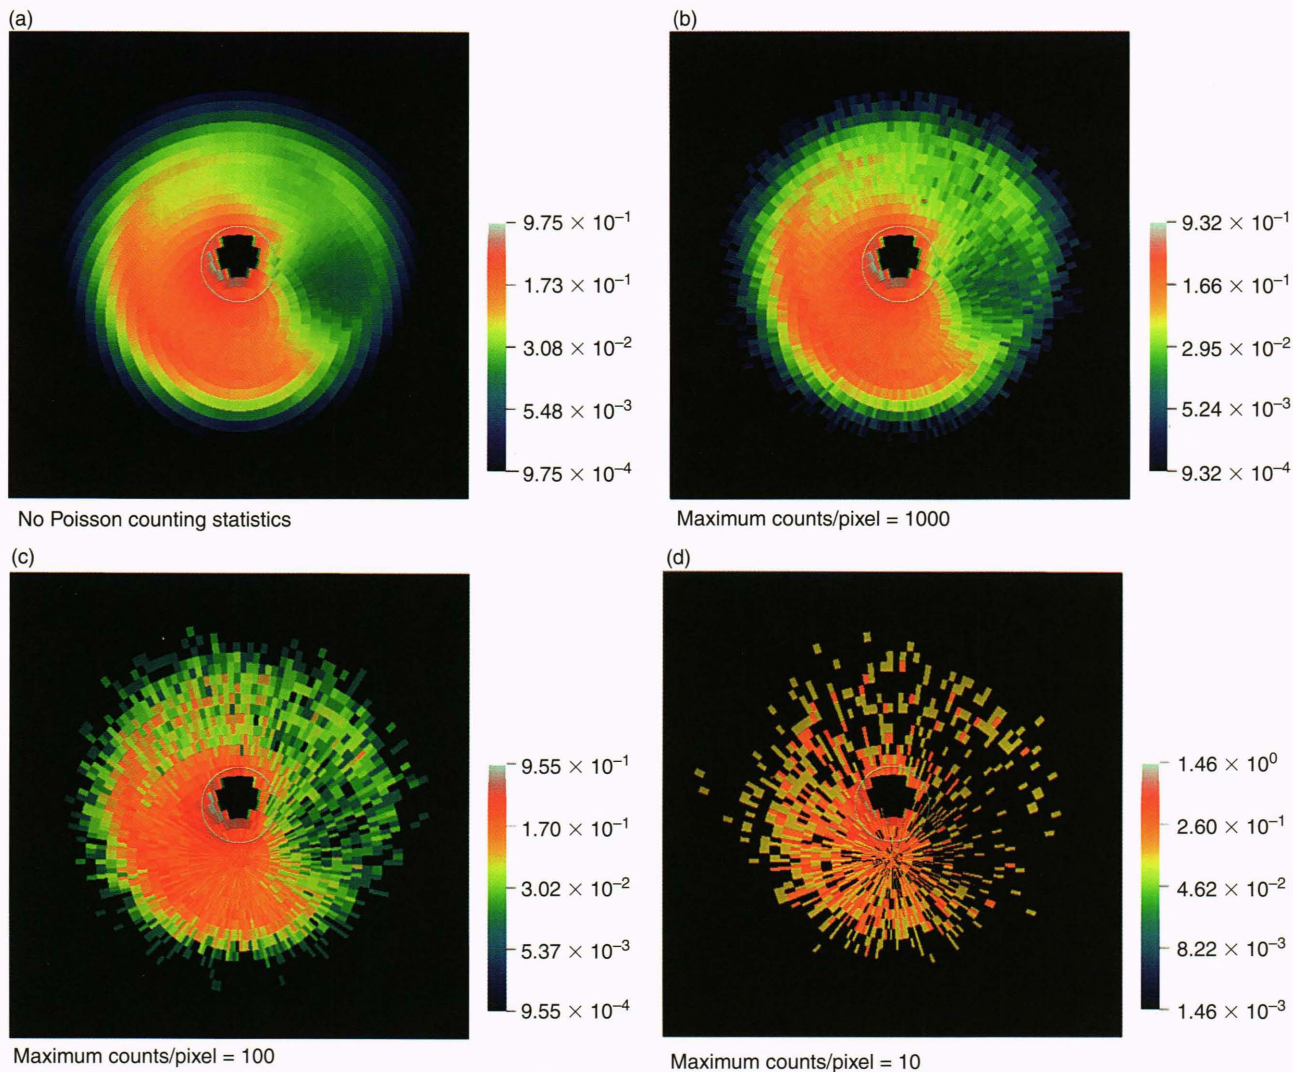 (a)
9.75 × 10⁻¹
1.73 × 10⁻¹
3.08 × 10⁻²
5.48 × 10⁻³
9.75 × 10⁻⁴
No Poisson counting statistics
(b)
9.32 × 10⁻¹
1.66 × 10⁻¹
2.95 × 10⁻²
5.24 × 10⁻³
9.32 × 10⁻⁴
Maximum counts/pixel = 1000
(c)
9.55 × 10⁻¹
1.70 × 10⁻¹
3.02 × 10⁻²
5.37 × 10⁻³
9.55 × 10⁻⁴
Maximum counts/pixel = 100
(d)
1.46 × 10⁰
2.60 × 10⁻¹
4.62 × 10⁻²
8.22 × 10⁻³
1.46 × 10⁻³
Maximum counts/pixel = 10